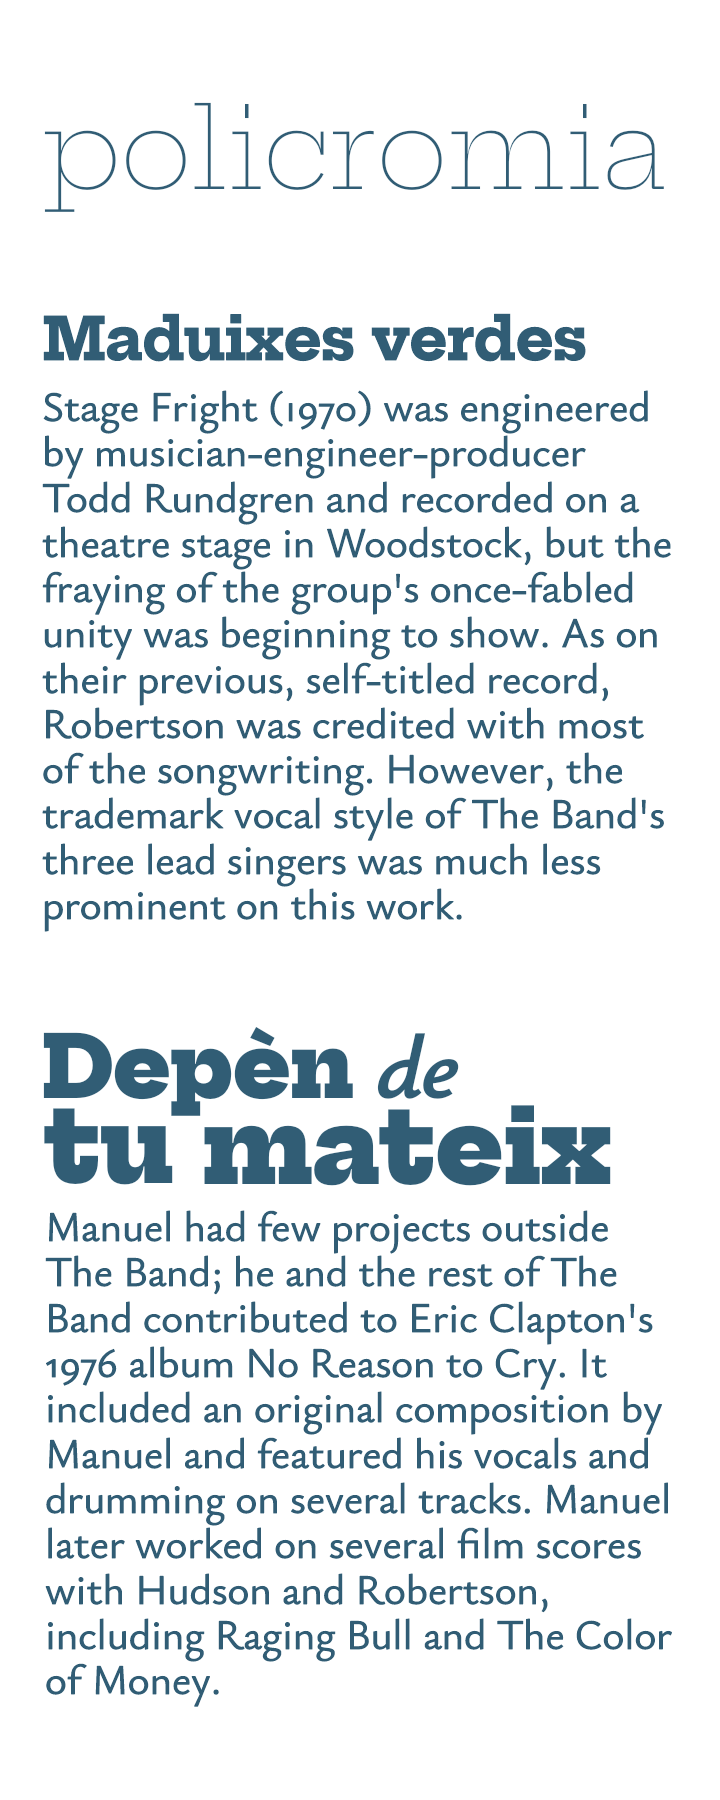 policromia
Maduixes verdes
Stage Fright (1970) was engineered
by musician-engineer-producer
Todd Rundgren and recorded on a
theatre stage in Woodstock, but the
fraying of the group's once-fabled
unity was beginning to show. As on
their previous, self-titled record,
Robertson was credited with most
of the songwriting. However, the
trademark vocal style of The Band's
three lead singers was much less
prominent on this work.
Depèn de
tu mateix
Manuel had few projects outside
The Band; he and the rest of The
Band contributed to Eric Clapton's
1976 album No Reason to Cry. It
included an original composition by
Manuel and featured his vocals and
drumming on several tracks. Manuel
later worked on several film scores
with Hudson and Robertson,
including Raging Bull and The Color
of Money.